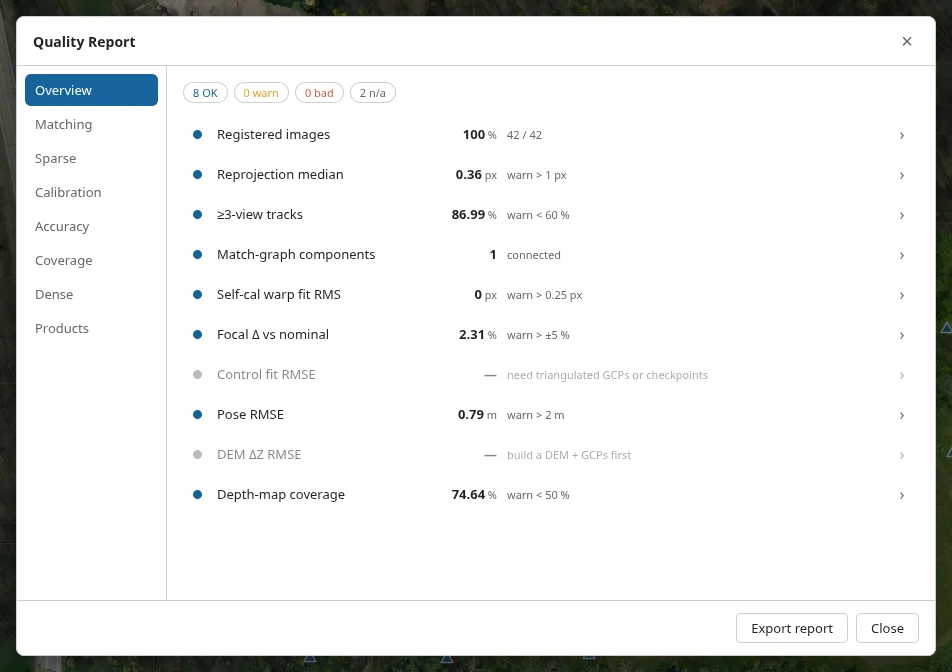 Quality Report
×
Overview
Matching
Sparse
Calibration
Accuracy
Coverage
Dense
Products
8 OK 0 warn 0 bad 2 n/a
Registered images 100 % 42 / 42 ›
Reprojection median 0.36 px warn > 1 px ›
≥3-view tracks 86.99 % warn < 60 % ›
Match-graph components 1 connected ›
Self-cal warp fit RMS 0 px warn > 0.25 px ›
Focal Δ vs nominal 2.31 % warn > ±5 % ›
Control fit RMSE — need triangulated GCPs or checkpoints ›
Pose RMSE 0.79 m warn > 2 m ›
DEM ΔZ RMSE — build a DEM + GCPs first ›
Depth-map coverage 74.64 % warn < 50 % ›
Export report Close